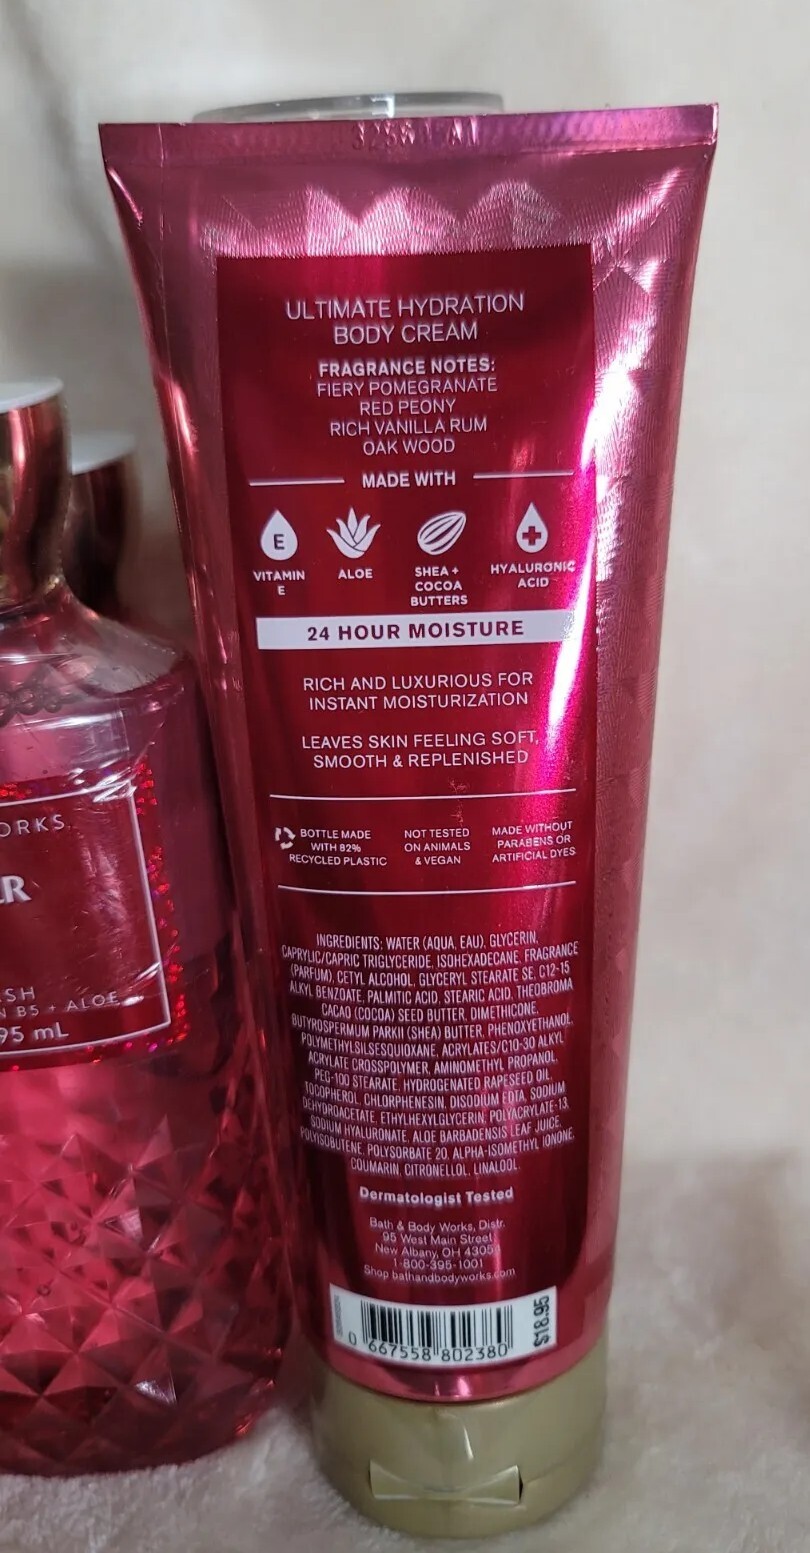 ULTIMATE HYDRATION
BODY CREAM
FRAGRANCE NOTES:
FIERY POMEGRANATE
RED PEONY
RICH VANILLA RUM
OAK WOOD
MADE WITH
E
VITAMIN
E
ALOE
SHEA +
COCOA
BUTTERS
HYALURONIC
ACID
24 HOUR MOISTURE
RICH AND LUXURIOUS FOR
INSTANT MOISTURIZATION
LEAVES SKIN FEELING SOFT,
SMOOTH & REPLENISHED
BOTTLE MADE
WITH 82%
RECYCLED PLASTIC
NOT TESTED
ON ANIMALS
& VEGAN
MADE WITHOUT
PARABENS OR
ARTIFICIAL DYES
INGREDIENTS: WATER (AQUA, EAU), GLYCERIN,
CAPRYLIC/CAPRIC TRIGLYCERIDE, ISOHEXADECANE, FRAGRANCE
(PARFUM), CETYL ALCOHOL, GLYCERYL STEARATE SE, C12-15
ALKYL BENZOATE, PALMITIC ACID, STEARIC ACID, THEOBROMA
CACAO (COCOA) SEED BUTTER, DIMETHICONE,
BUTYROSPERMUM PARKII (SHEA) BUTTER, PHENOXYETHANOL,
POLYMETHYLSILSESQUIOXANE, ACRYLATES/C10-30 ALKYL
ACRYLATE CROSSPOLYMER, AMINOMETHYL PROPANOL,
PEG-100 STEARATE, HYDROGENATED RAPESEED OIL,
TOCOPHEROL, CHLORPHENESIN, DISODIUM EDTA, SODIUM
DEHYDROACETATE, ETHYLHEXYLGLYCERIN, POLYACRYLATE-13,
SODIUM HYALURONATE, ALOE BARBADENSIS LEAF JUICE,
POLYISOBUTENE, POLYSORBATE 20, ALPHA-ISOMETHYL IONONE,
COUMARIN, CITRONELLOL, LINALOOL.
Dermatologist Tested
Bath & Body Works, Distr.
95 West Main Street
New Albany, OH 43054
1-800-395-1001
Shop bathandbodyworks.com
0 667558 802380
$18.95
ORKS
ER
SH
N B5 + ALOE
95 mL